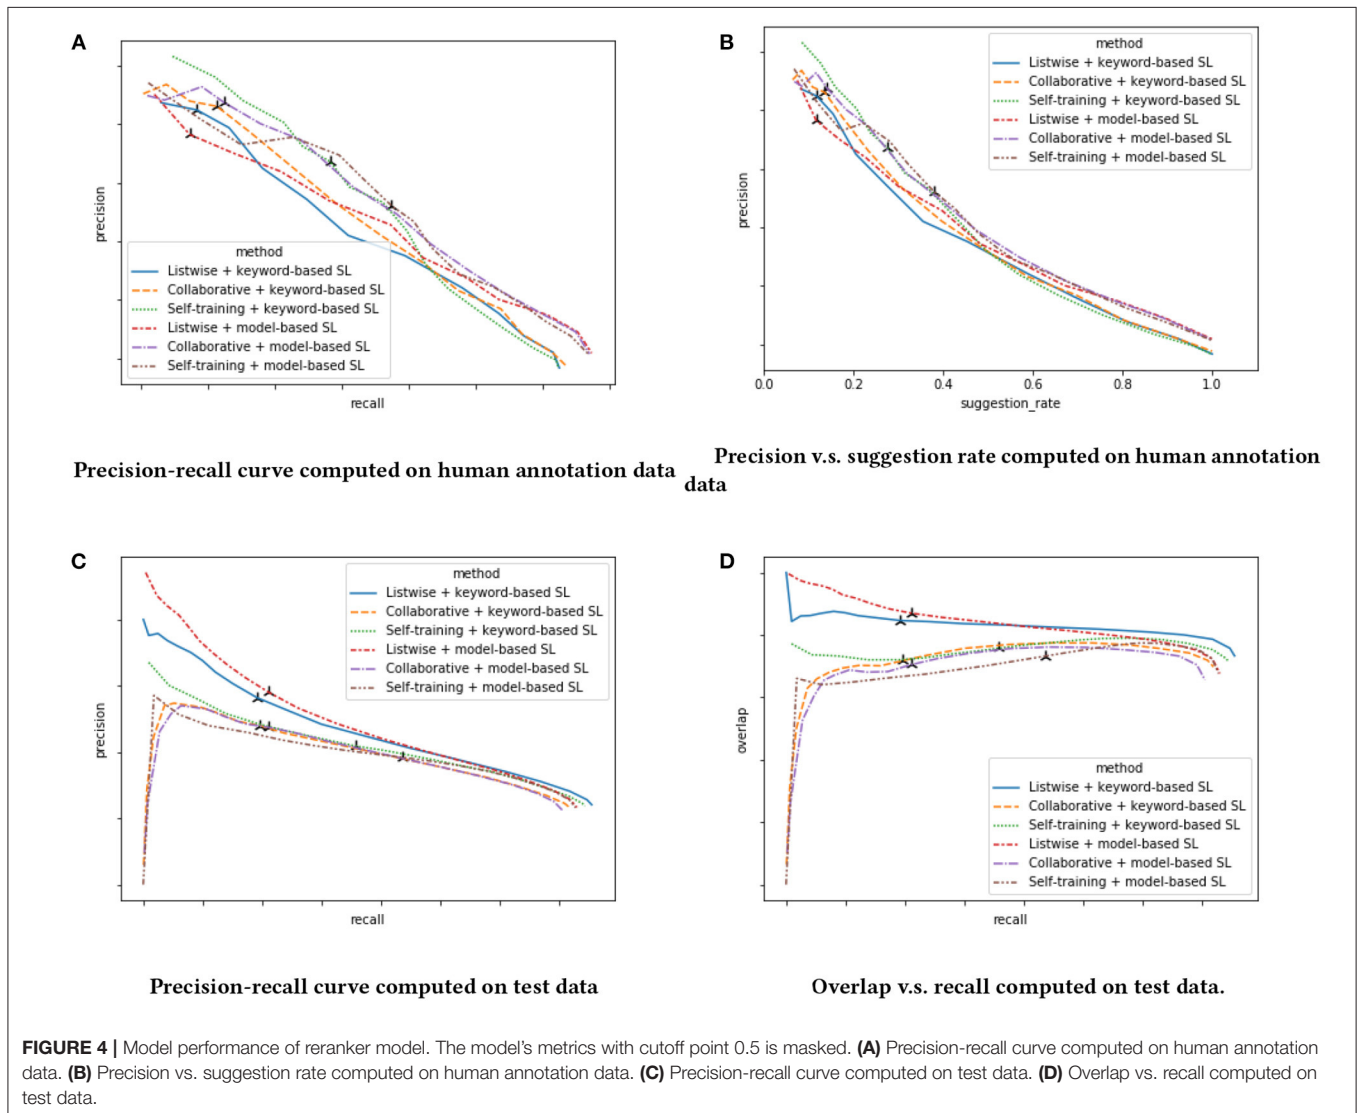 A
precision
method
Listwise + keyword-based SL
Collaborative + keyword-based SL
Self-training + keyword-based SL
Listwise + model-based SL
Collaborative + model-based SL
Self-training + model-based SL
recall
Precision-recall curve computed on human annotation data
B
precision
method
Listwise + keyword-based SL
Collaborative + keyword-based SL
Self-training + keyword-based SL
Listwise + model-based SL
Collaborative + model-based SL
Self-training + model-based SL
0.0 0.2 0.4 0.6 0.8 1.0
suggestion_rate
Precision v.s. suggestion rate computed on human annotation
data
C
precision
method
Listwise + keyword-based SL
Collaborative + keyword-based SL
Self-training + keyword-based SL
Listwise + model-based SL
Collaborative + model-based SL
Self-training + model-based SL
recall
Precision-recall curve computed on test data
D
overlap
method
Listwise + keyword-based SL
Collaborative + keyword-based SL
Self-training + keyword-based SL
Listwise + model-based SL
Collaborative + model-based SL
Self-training + model-based SL
recall
Overlap v.s. recall computed on test data.
FIGURE 4 | Model performance of reranker model. The model's metrics with cutoff point 0.5 is masked. (A) Precision-recall curve computed on human annotation
data. (B) Precision vs. suggestion rate computed on human annotation data. (C) Precision-recall curve computed on test data. (D) Overlap vs. recall computed on
test data.